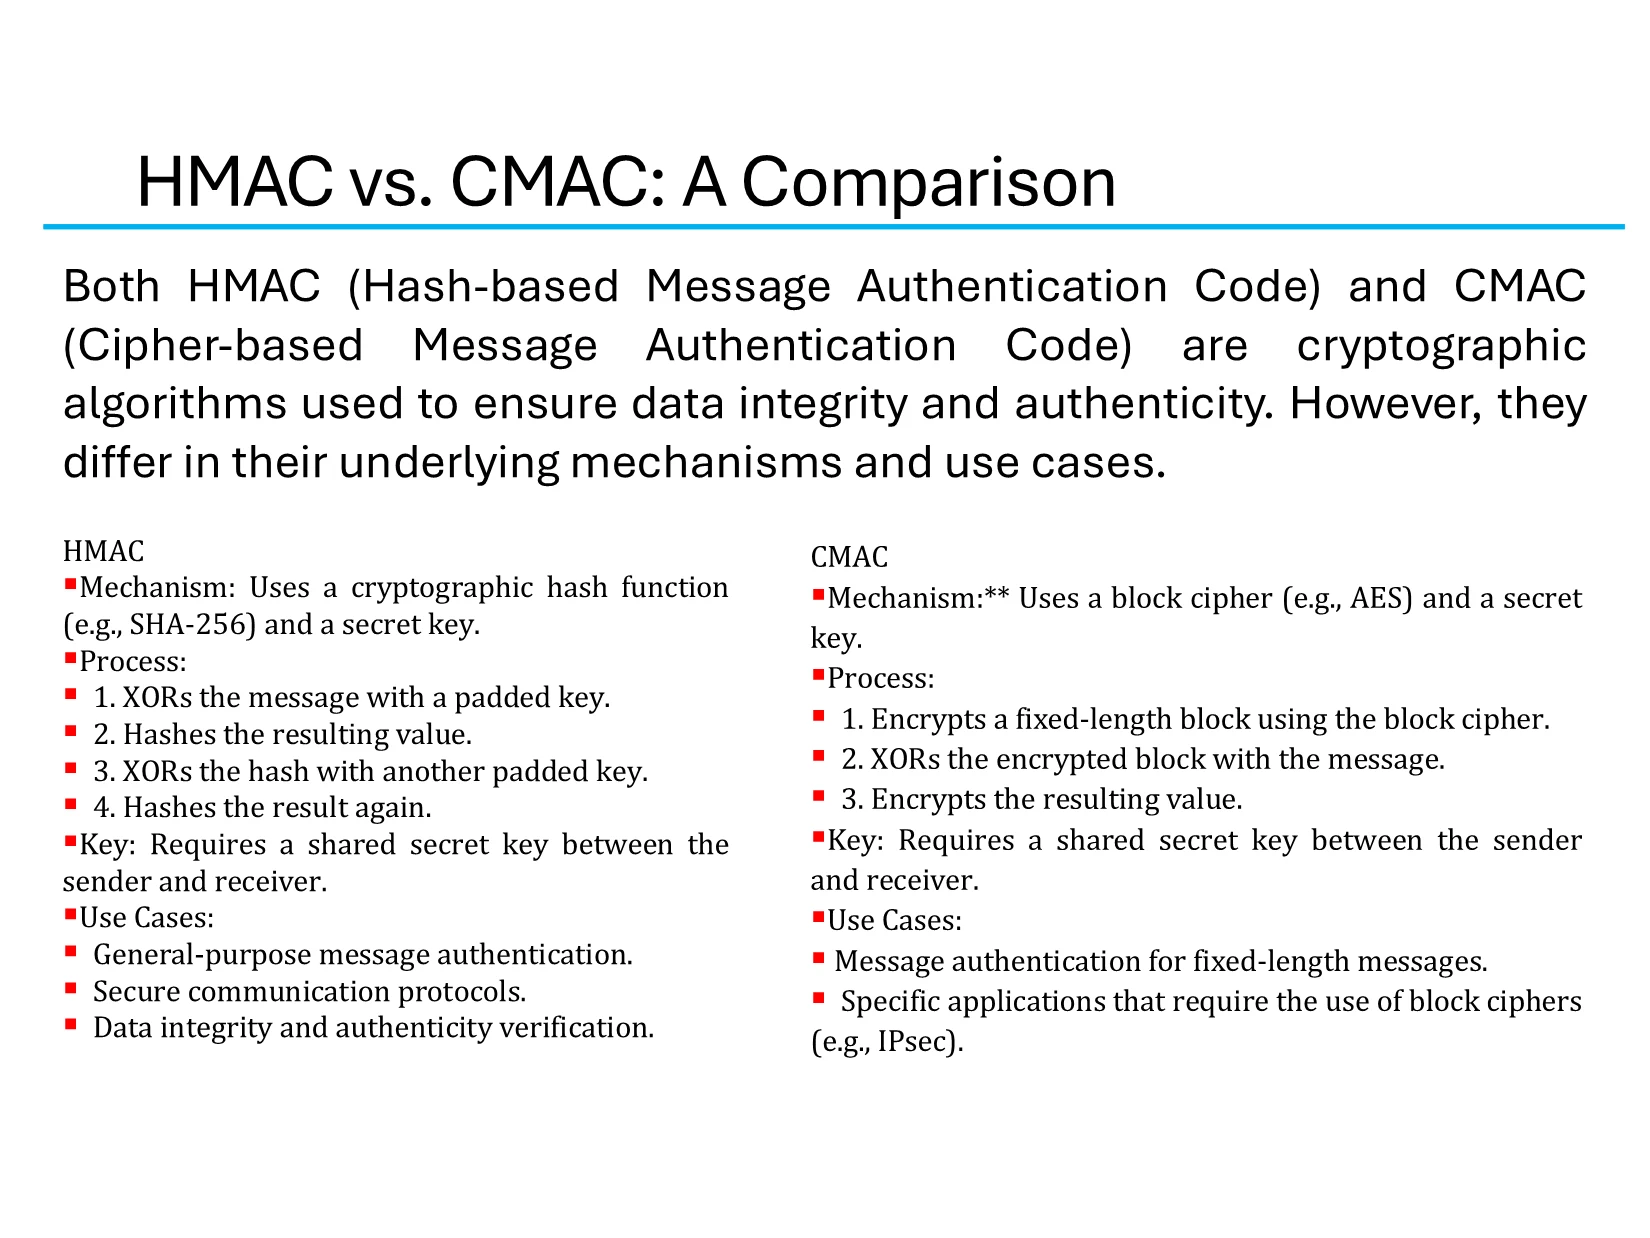 HMAC vs. CMAC: A Comparison
Both HMAC (Hash-based Message Authentication Code) and CMAC
(Cipher-based Message Authentication Code) are cryptographic
algorithms used to ensure data integrity and authenticity. However, they
differ in their underlying mechanisms and use cases.
HMAC
▪Mechanism: Uses a cryptographic hash function
(e.g., SHA-256) and a secret key.
▪Process:
▪ 1. XORs the message with a padded key.
▪ 2. Hashes the resulting value.
▪ 3. XORs the hash with another padded key.
▪ 4. Hashes the result again.
▪Key: Requires a shared secret key between the
sender and receiver.
▪Use Cases:
▪ General-purpose message authentication.
▪ Secure communication protocols.
▪ Data integrity and authenticity verification.
CMAC
▪Mechanism:** Uses a block cipher (e.g., AES) and a secret
key.
▪Process:
▪ 1. Encrypts a fixed-length block using the block cipher.
▪ 2. XORs the encrypted block with the message.
▪ 3. Encrypts the resulting value.
▪Key: Requires a shared secret key between the sender
and receiver.
▪Use Cases:
▪ Message authentication for fixed-length messages.
▪ Specific applications that require the use of block ciphers
(e.g., IPsec).